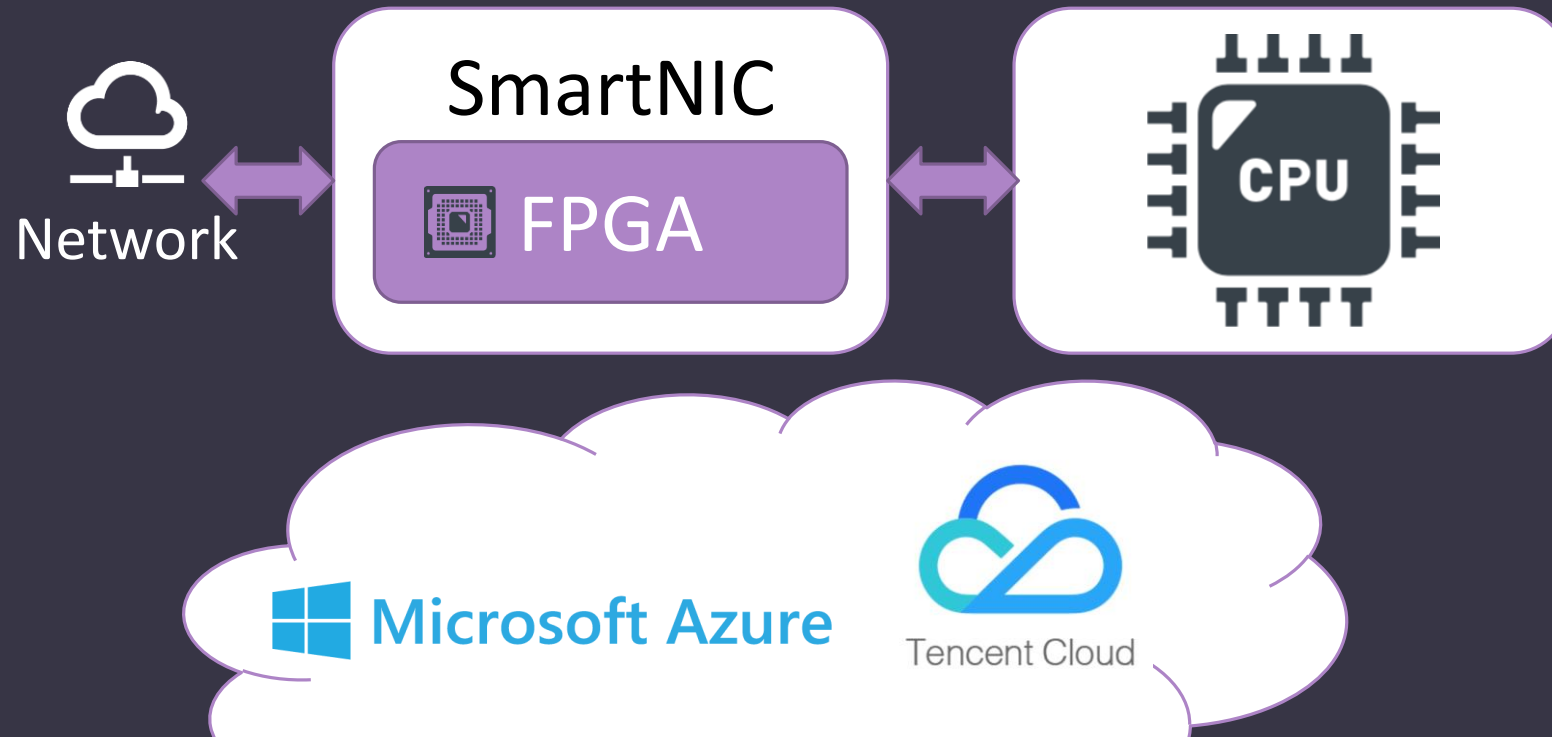 SmartNIC
CPU
FPGA
Network
Microsoft Azure
Tencent Cloud